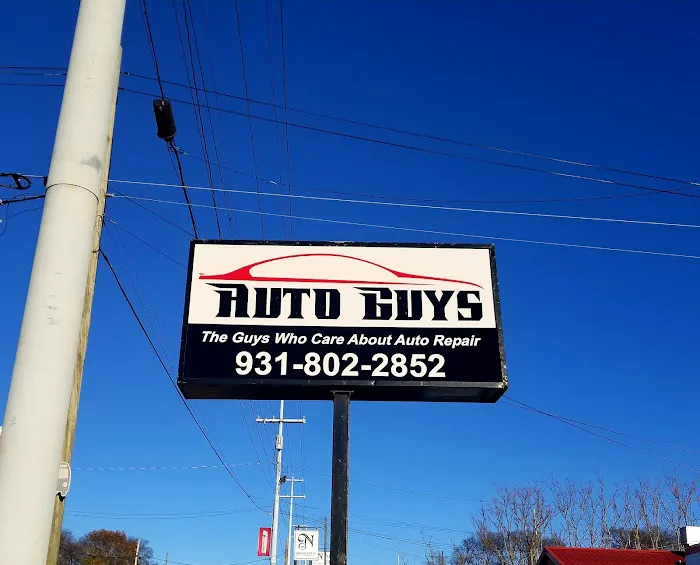 AUTO GUYS
The Guys Who Care About Auto Repair
931-802-2852
N